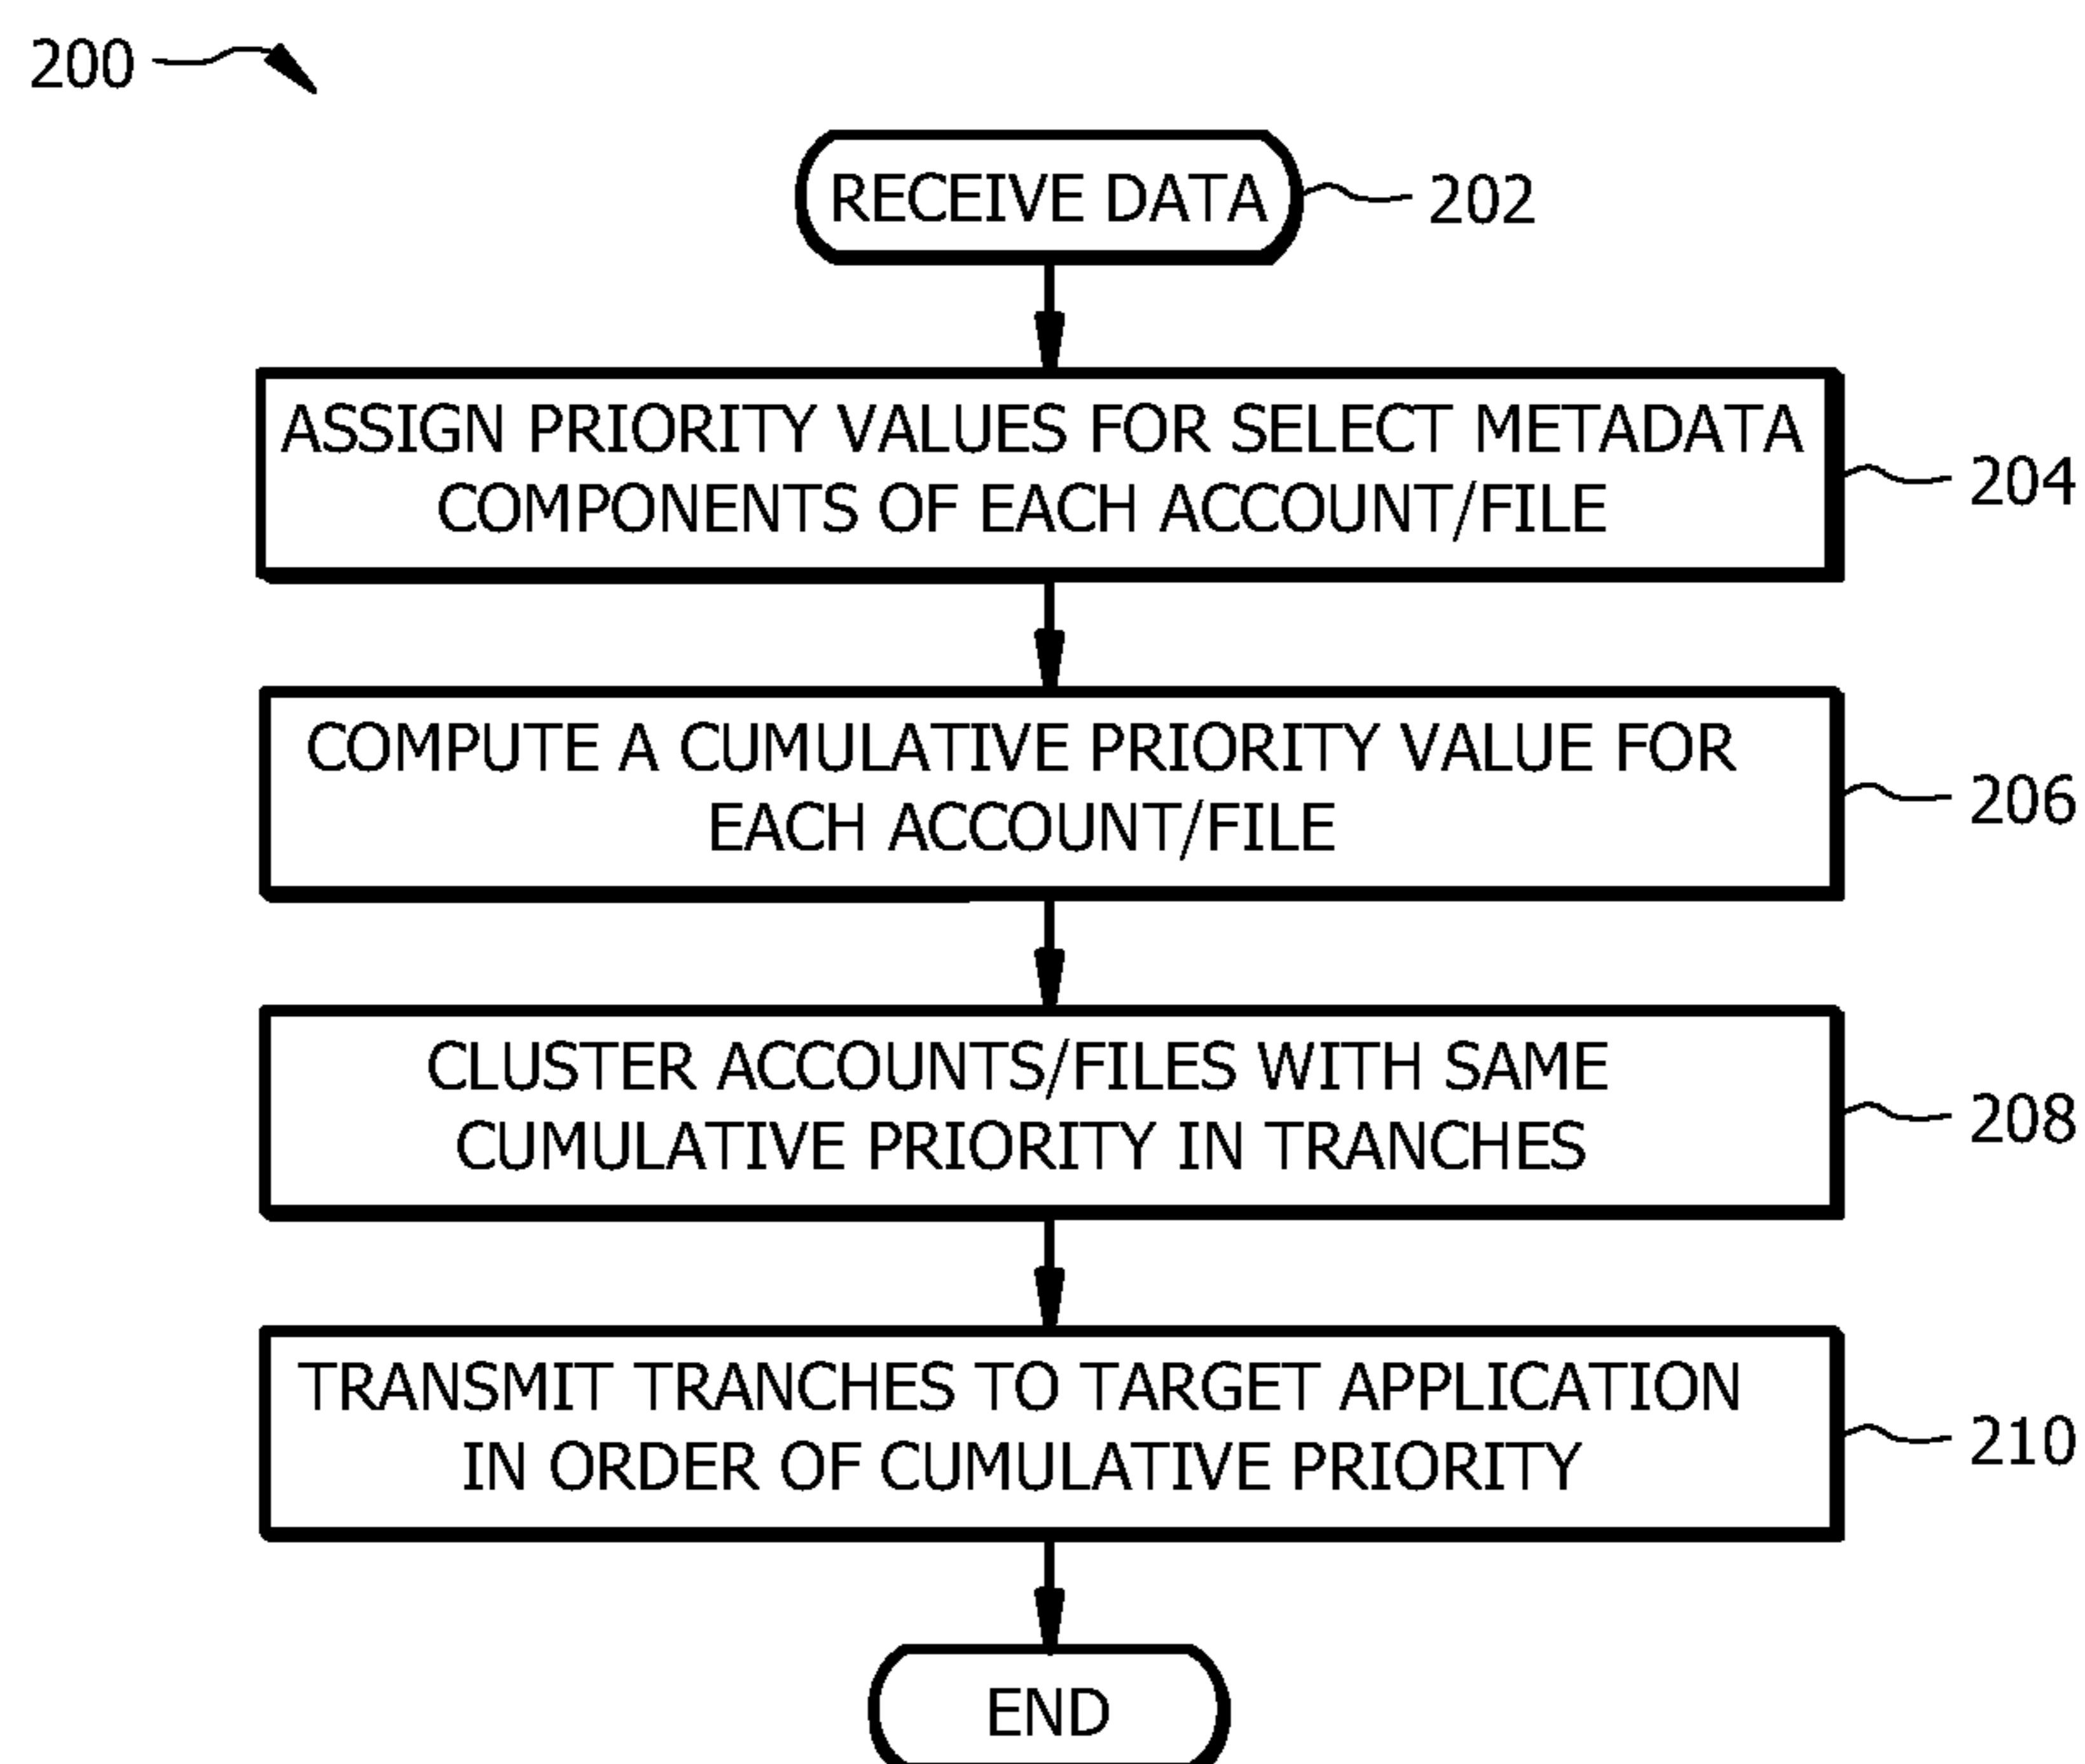 200
RECEIVE DATA
202
ASSIGN PRIORITY VALUES FOR SELECT METADATA
COMPONENTS OF EACH ACCOUNT/FILE
204
COMPUTE A CUMULATIVE PRIORITY VALUE FOR
EACH ACCOUNT/FILE
206
CLUSTER ACCOUNTS/FILES WITH SAME
CUMULATIVE PRIORITY IN TRANCHES
208
TRANSMIT TRANCHES TO TARGET APPLICATION
IN ORDER OF CUMULATIVE PRIORITY
210
END